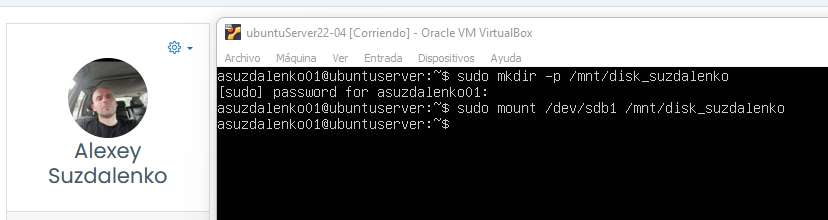 Alexey
Suzdalenko
ubuntuServer22-04 [Corriendo] - Oracle VM VirtualBox
Archivo Máquina Ver Entrada Dispositivos Ayuda
asuzdalenko01@ubuntuserver:~$ sudo mkdir -p /mnt/disk_suzdalenko
[sudo] password for asuzdalenko01:
asuzdalenko01@ubuntuserver:~$ sudo mount /dev/sdb1 /mnt/disk_suzdalenko
asuzdalenko01@ubuntuserver:~$